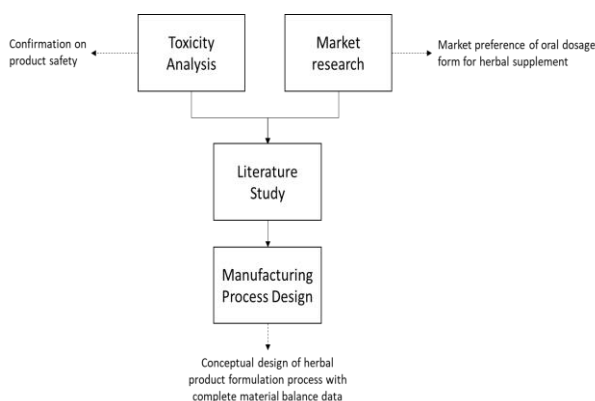 Confirmation on
product safety
Toxicity
Analysis
Market
research
Market preference of oral dosage
form for herbal supplement
Literature
Study
Manufacturing
Process Design
Conceptual design of herbal
product formulation process with
complete material balance data